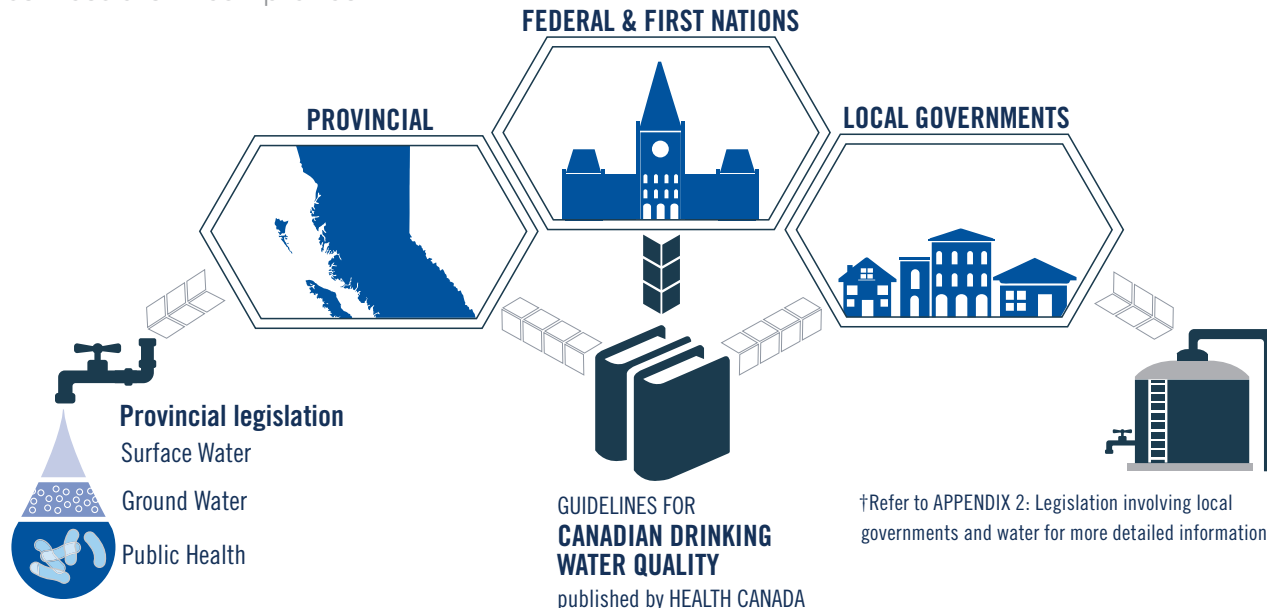 FEDERAL & FIRST NATIONS
PROVINCIAL
LOCAL GOVERNMENTS
Provincial legislation
Surface Water
Ground Water
Public Health
GUIDELINES FOR
CANADIAN DRINKING
WATER QUALITY
published by HEALTH CANADA
†Refer to APPENDIX 2: Legislation involving local
governments and water for more detailed information